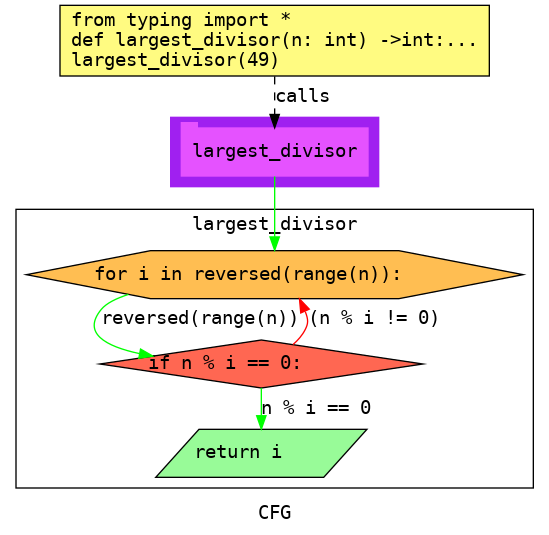 from typing import *
def largest_divisor(n: int) ->int:...
largest_divisor(49)
calls
largest_divisor
largest_divisor
for i in reversed(range(n)):
reversed(range(n))
(n % i != 0)
if n % i == 0:
n % i == 0
return i
CFG